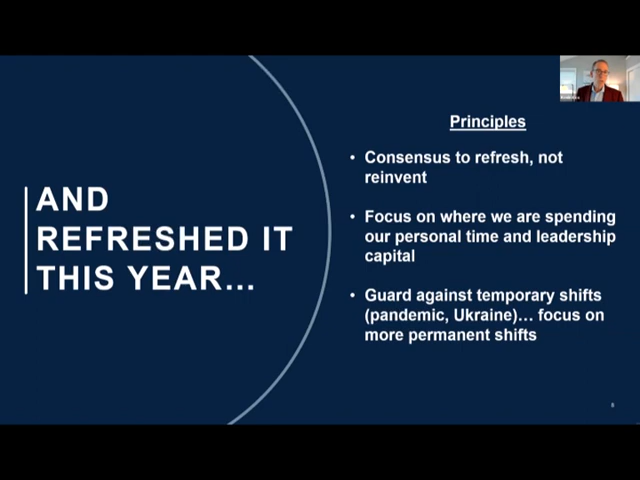 AND
REFRESHED IT
THIS YEAR...
Principles
• Consensus to refresh, not
reinvent
• Focus on where we are spending
our personal time and leadership
capital
• Guard against temporary shifts
(pandemic, Ukraine)... focus on
more permanent shifts
8